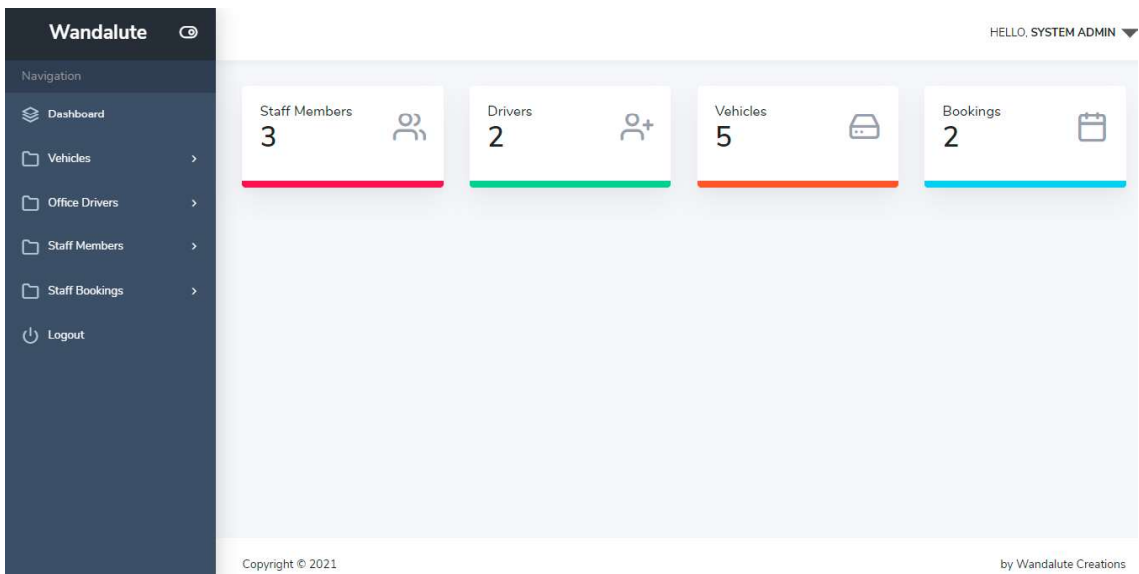 Wandalute
HELLO, SYSTEM ADMIN
Navigation
Dashboard
Vehicles
Office Drivers
Staff Members
Staff Bookings
Logout
Staff Members
3
Drivers
2
Vehicles
5
Bookings
2
Copyright © 2021
by Wandalute Creations